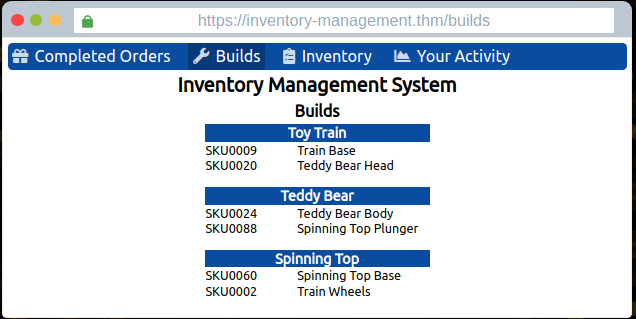 https://inventory-management.thm/builds
Completed Orders Builds Inventory Your Activity
Inventory Management System
Builds
Toy Train
SKU0009 Train Base
SKU0020 Teddy Bear Head
Teddy Bear
SKU0024 Teddy Bear Body
SKU0088 Spinning Top Plunger
Spinning Top
SKU0060 Spinning Top Base
SKU0002 Train Wheels